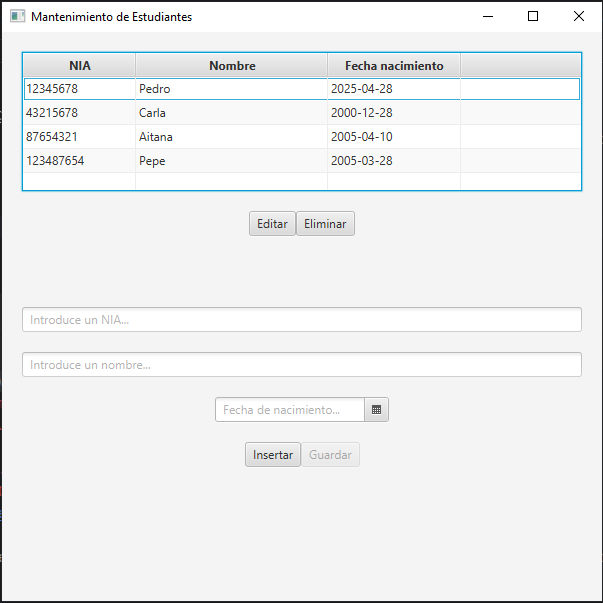 Mantenimiento de Estudiantes
NIA Nombre Fecha nacimiento
12345678 Pedro 2025-04-28
43215678 Carla 2000-12-28
87654321 Aitana 2005-04-10
123487654 Pepe 2005-03-28
Editar Eliminar
Introduce un NIA...
Introduce un nombre...
Fecha de nacimiento...
Insertar Guardar